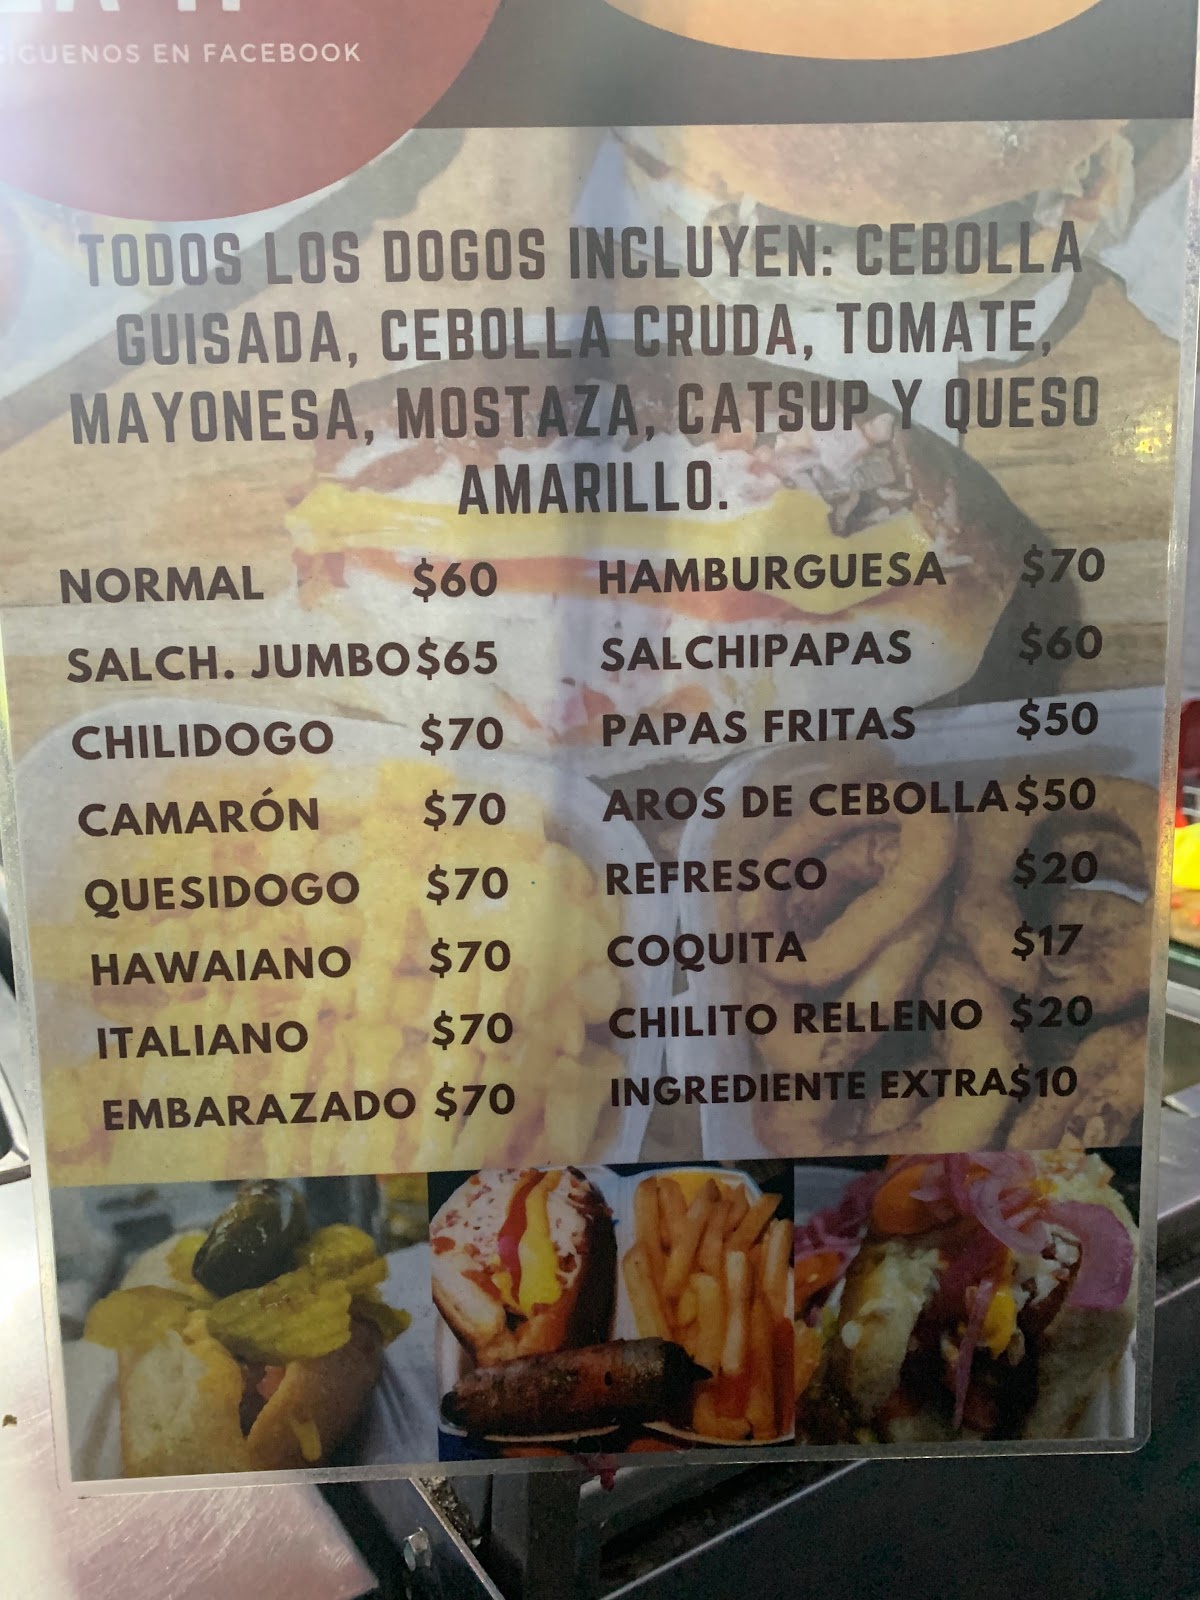 SÍGUENOS EN FACEBOOK
TODOS LOS DOGOS INCLUYEN: CEBOLLA
GUISADA, CEBOLLA CRUDA, TOMATE,
MAYONESA, MOSTAZA, CATSUP Y QUESO
AMARILLO.
NORMAL $60
SALCH. JUMBO $65
CHILIDOGO $70
CAMARÓN $70
QUESIDOGO $70
HAWAIANO $70
ITALIANO $70
EMBARAZADO $70
HAMBURGUESA $70
SALCHIPAPAS $60
PAPAS FRITAS $50
AROS DE CEBOLLA $50
REFRESCO $20
COQUITA $17
CHILITO RELLENO $20
INGREDIENTE EXTRA $10